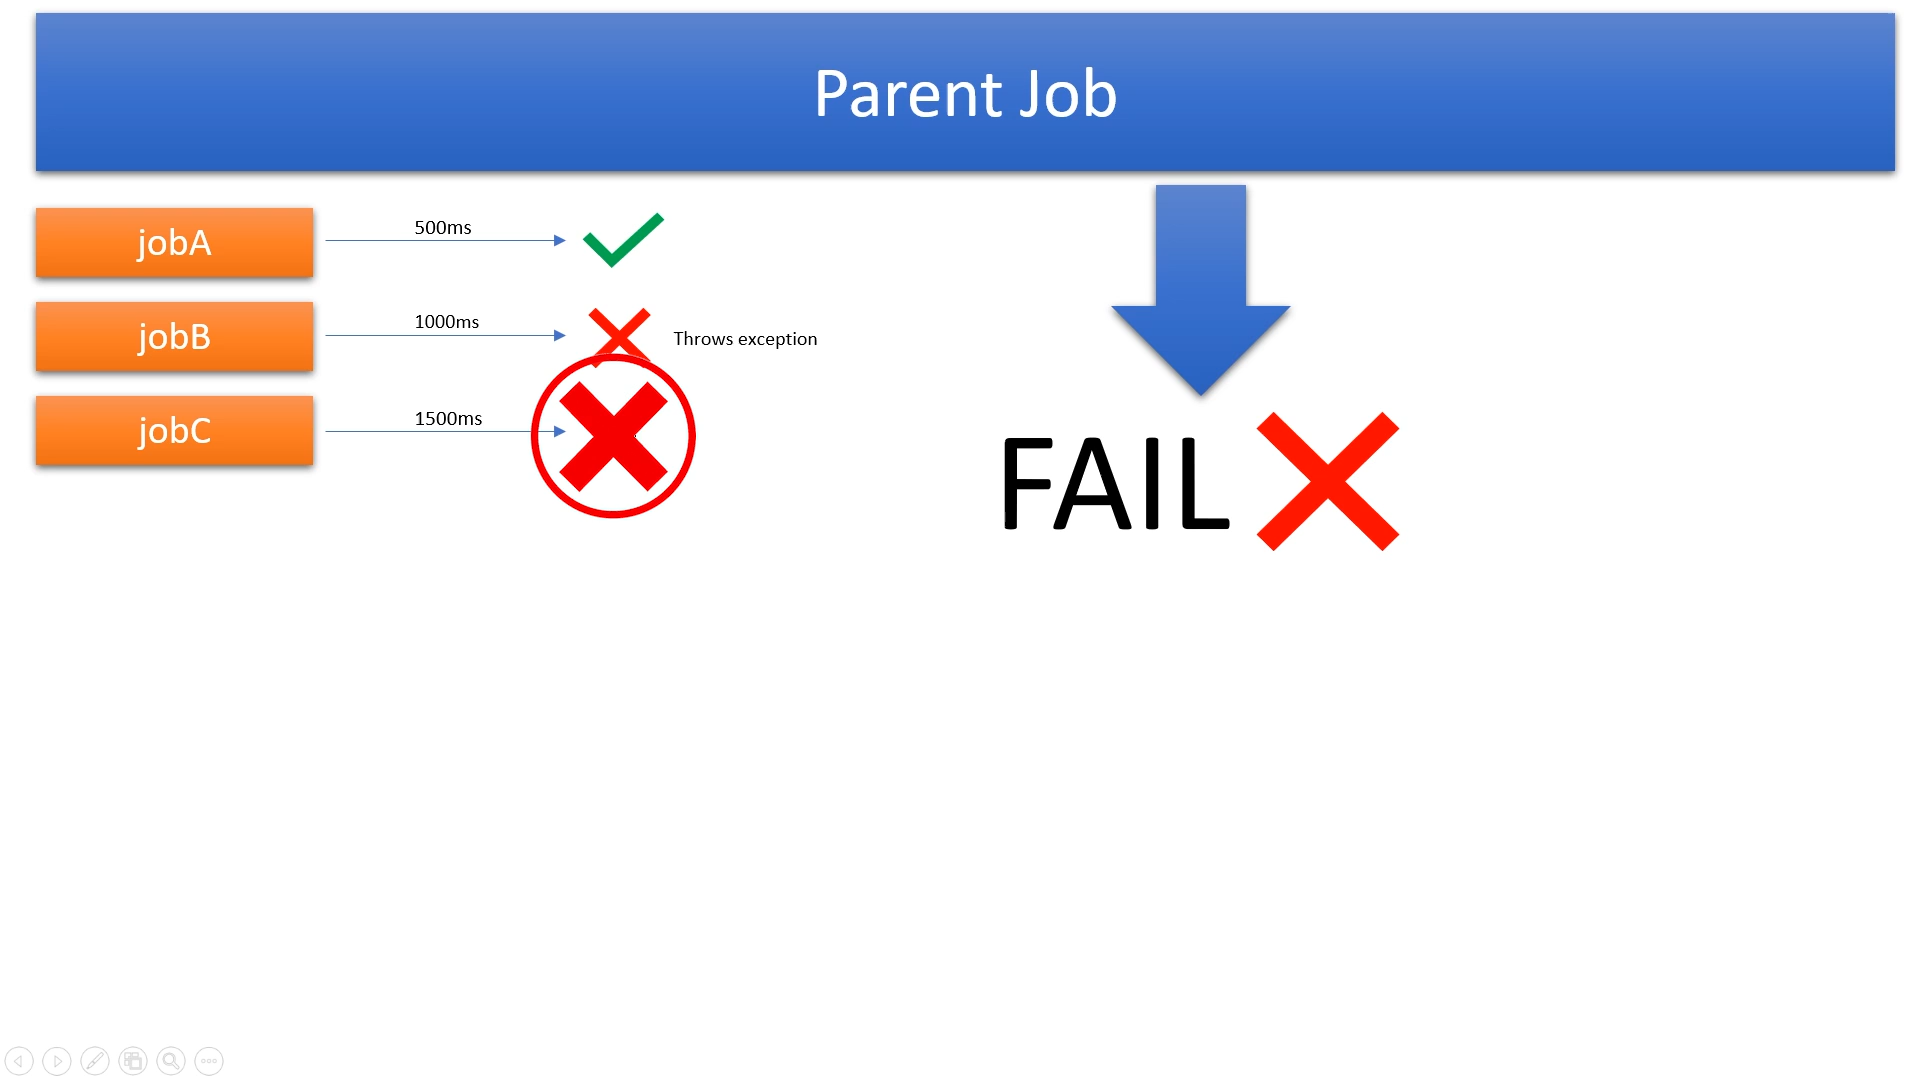 Parent Job
jobA
500ms
jobB
1000ms
Throws exception
jobC
1500ms
FAIL